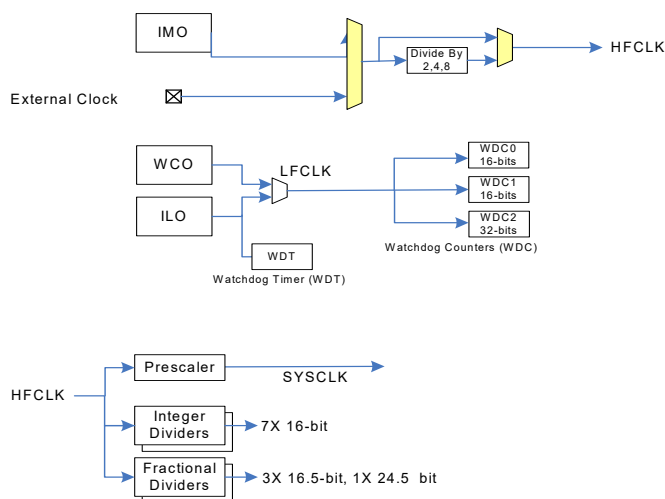 IMO
Divide By
2,4,8
HFCLK
External Clock
WCO
LFCLK
WDC0
16-bits
WDC1
16-bits
ILO
WDC2
32-bits
Watchdog Counters (WDC)
WDT
Watchdog Timer (WDT)
Prescaler
SYSCLK
HFCLK
Integer
Dividers
7X 16-bit
Fractional
Dividers
3X 16.5-bit, 1X 24.5 bit